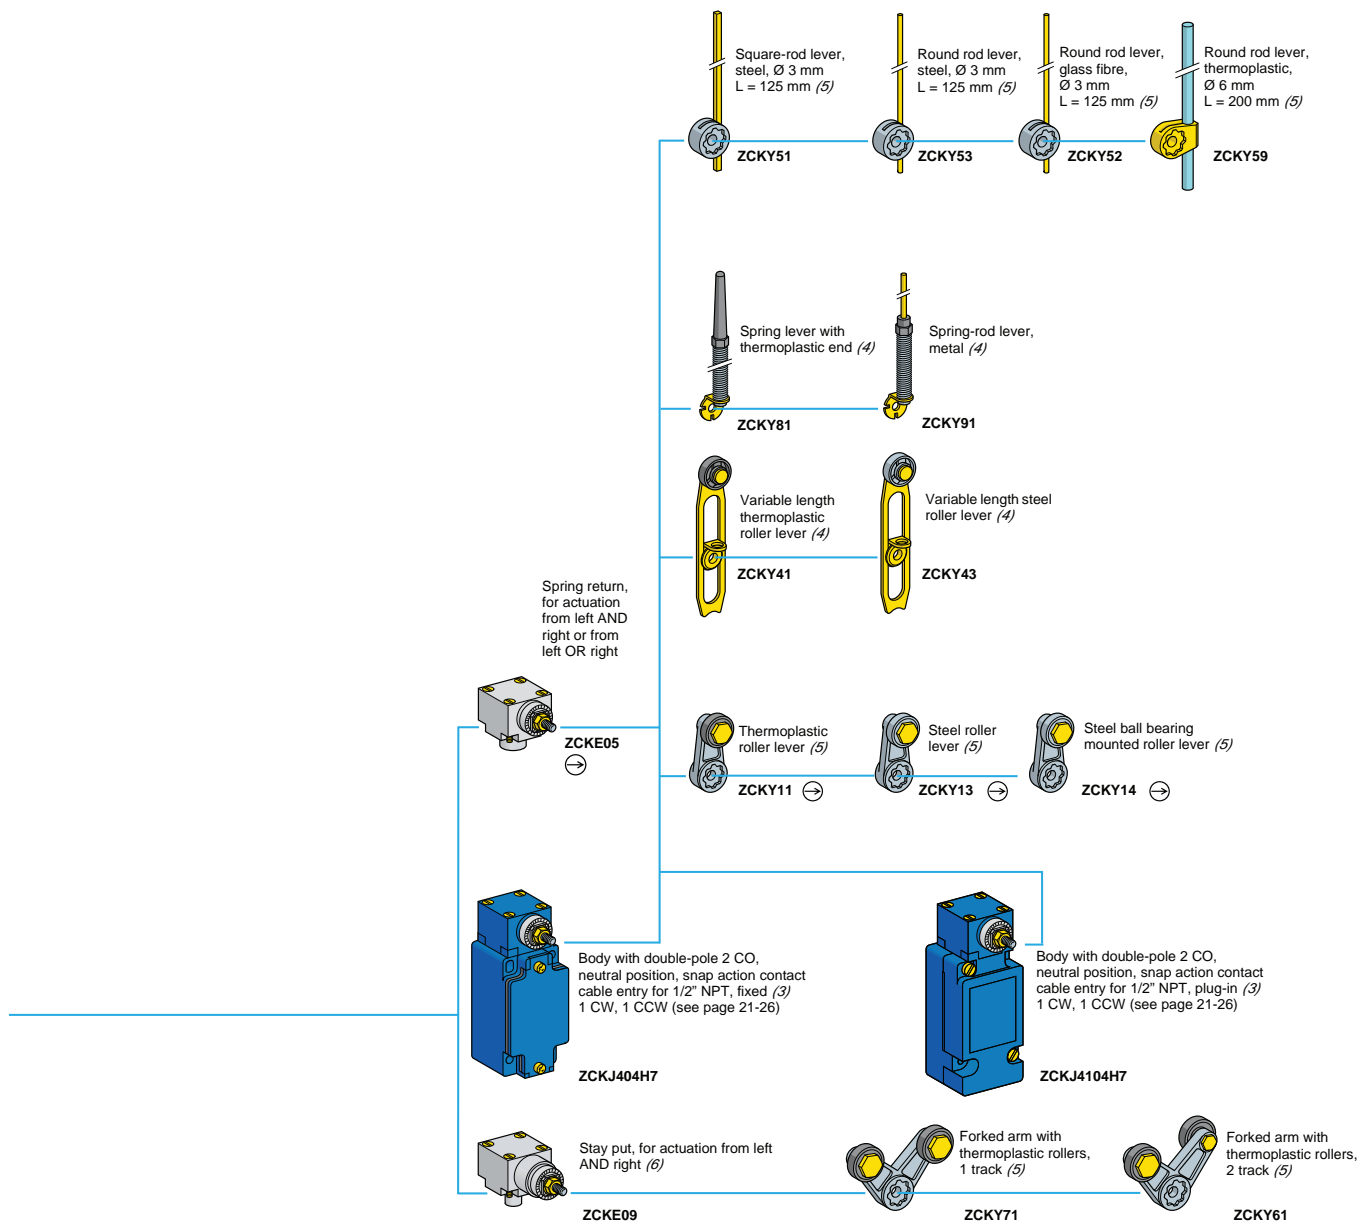 Square-rod lever,
steel, Ø 3 mm
L = 125 mm (5)
ZCKY51
Round rod lever,
steel, Ø 3 mm
L = 125 mm (5)
ZCKY53
Round rod lever,
glass fibre,
Ø 3 mm
L = 125 mm (5)
ZCKY52
Round rod lever,
thermoplastic,
Ø 6 mm
L = 200 mm (5)
ZCKY59
Spring lever with
thermoplastic end (4)
ZCKY81
Spring-rod lever,
metal (4)
ZCKY91
Variable length
thermoplastic
roller lever (4)
ZCKY41
Variable length steel
roller lever (4)
ZCKY43
Spring return,
for actuation
from left AND
right or from
left OR right
ZCKE05
Thermoplastic
roller lever (5)
ZCKY11
Steel roller
lever (5)
ZCKY13
Steel ball bearing
mounted roller lever (5)
ZCKY14
Body with double-pole 2 CO,
neutral position, snap action contact
cable entry for 1/2” NPT, fixed (3)
1 CW, 1 CCW (see page 21-26)
ZCKJ404H7
Body with double-pole 2 CO,
neutral position, snap action contact
cable entry for 1/2” NPT, plug-in (3)
1 CW, 1 CCW (see page 21-26)
ZCKJ4104H7
Stay put, for actuation from left
AND right (6)
ZCKE09
Forked arm with
thermoplastic rollers,
1 track (5)
ZCKY71
Forked arm with
thermoplastic rollers,
2 track (5)
ZCKY61